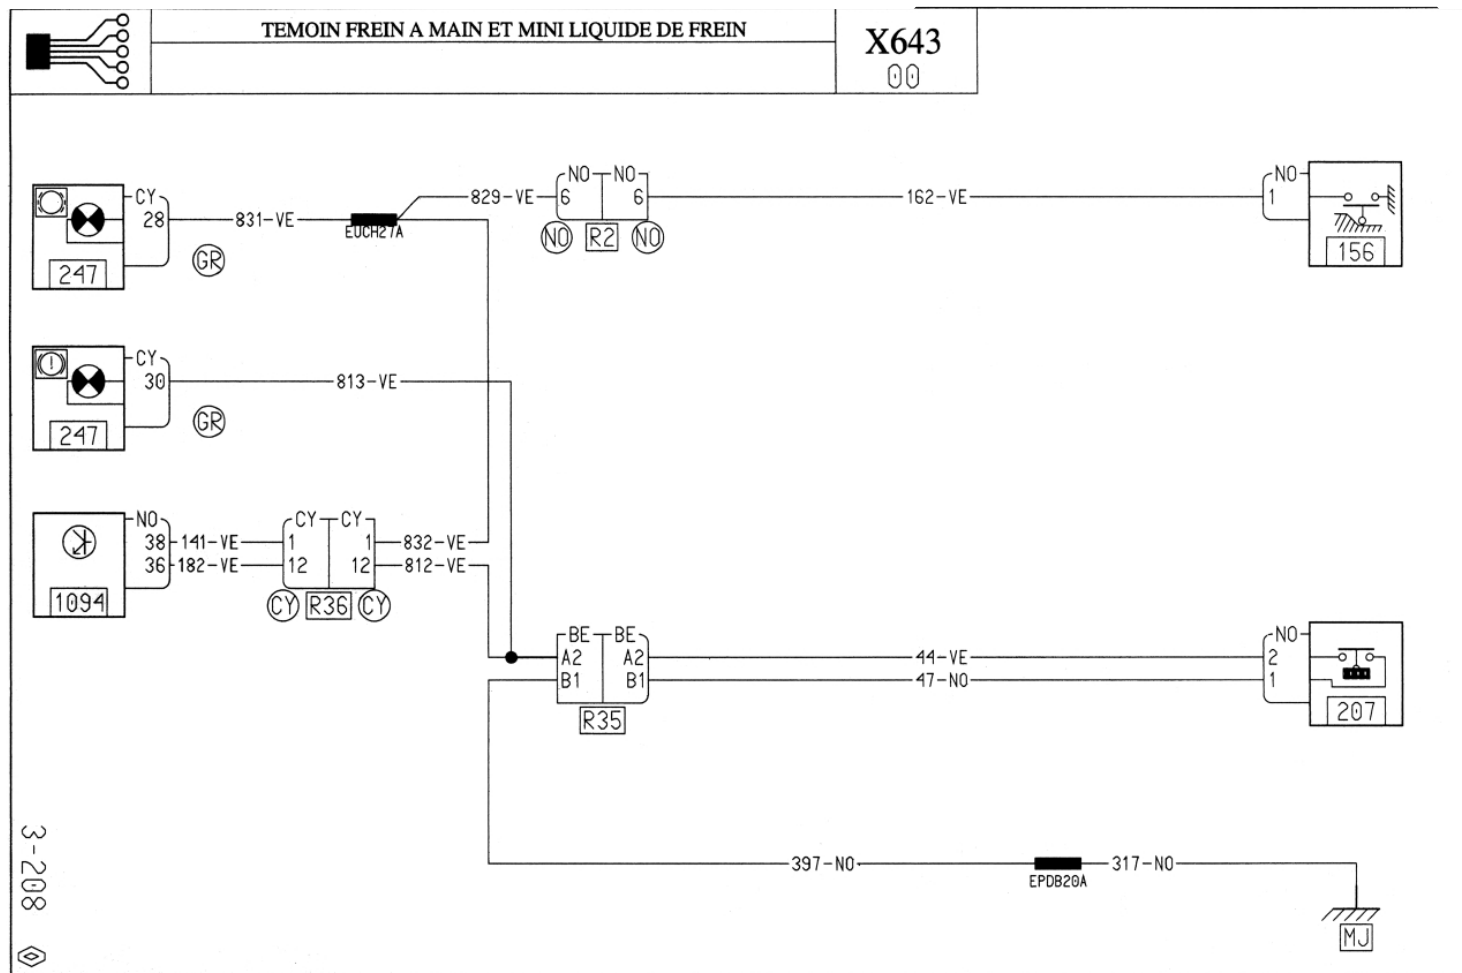 TEMOIN FREIN A MAIN ET MINI LIQUIDE DE FREIN
X643
00
CY
28
831-VE
EUCH27A
829-VE
NO NO
6 6
162-VE
NO
1
247
GR
NO R2 NO
156
CY
30
813-VE
247
GR
NO
38 141-VE
36 182-VE
CY CY
1 1
12 12
832-VE
812-VE
1094
CY R36 CY
BE BE
A2 A2
B1 B1
44-VE
47-NO
NO
2
1
R35
207
397-NO
EPDB20A
317-NO
MJ
3-208